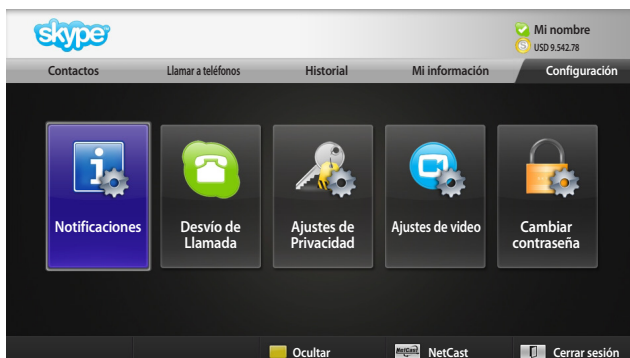 skype
Mi nombre
USD 9.542.78
Contactos Llamar a teléfonos Historial Mi información Configuración
Notificaciones
Desvío de
Llamada
Ajustes de
Privacidad
Ajustes de video
Cambiar
contraseña
Ocultar NetCast NetCast Cerrar sesión